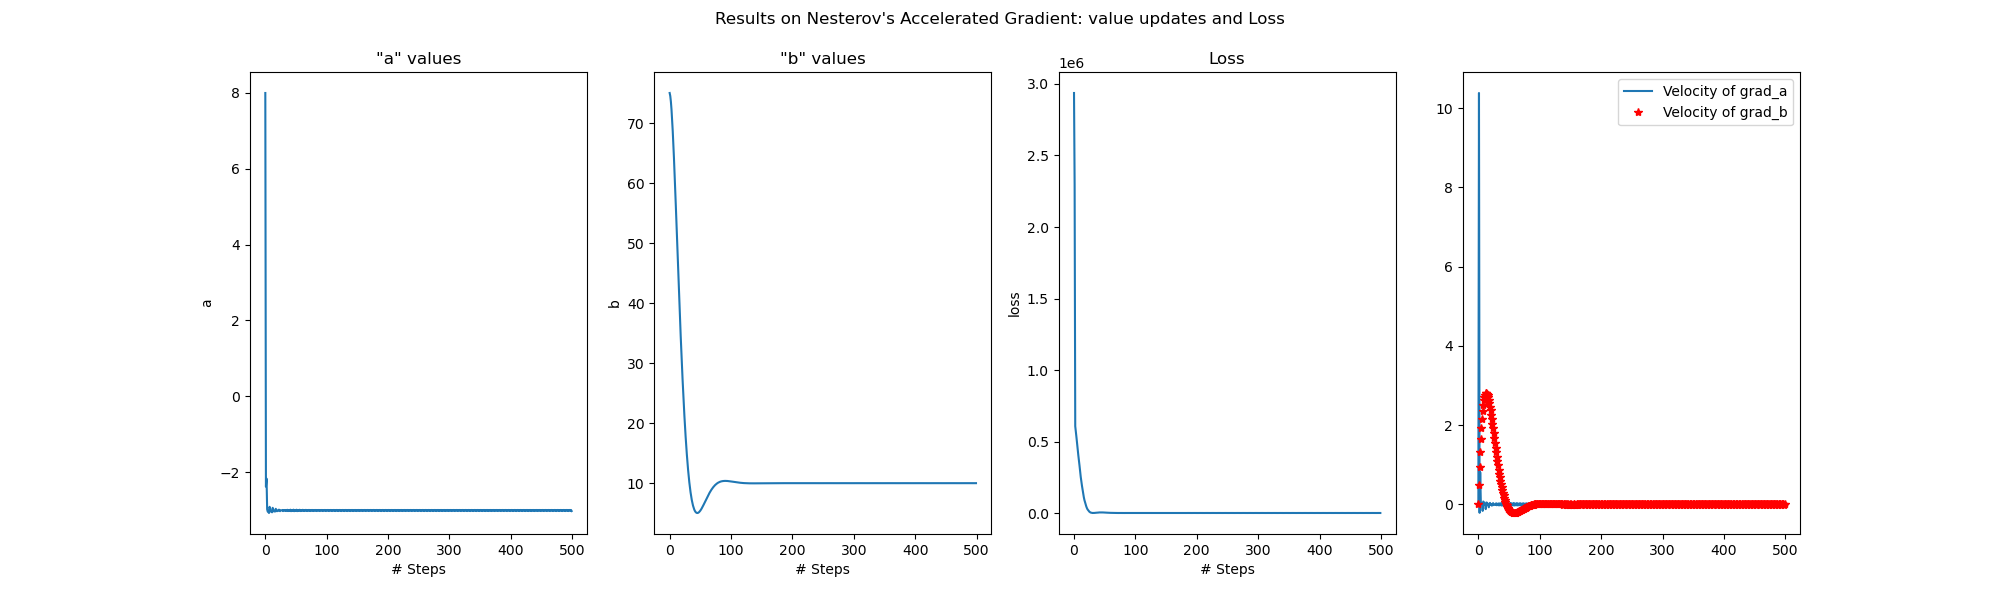 Results on Nesterov's Accelerated Gradient: value updates and Loss
"a" values
8
6
4
2
0
−2
a
0 100 200 300 400 500
# Steps
"b" values
70
60
50
40
30
20
10
b
0 100 200 300 400 500
# Steps
Loss
1e6
3.0
2.5
2.0
1.5
1.0
0.5
0.0
loss
0 100 200 300 400 500
# Steps
Velocity of grad_a
Velocity of grad_b
10
8
6
4
2
0
0 100 200 300 400 500